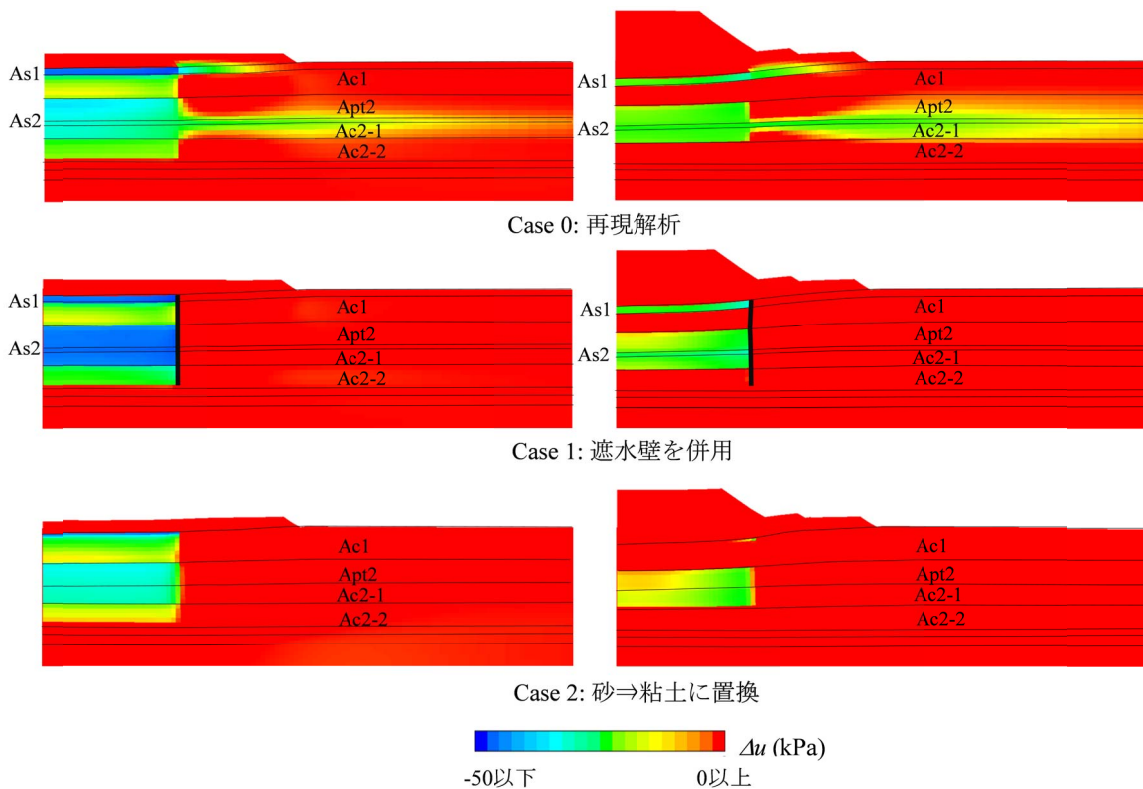 As1
As2
Ac1
Apt2
Ac2-1
Ac2-2
As1
As2
Ac1
Apt2
Ac2-1
Ac2-2
Case 0: 再現解析
As1
As2
Ac1
Apt2
Ac2-1
Ac2-2
As1
As2
Ac1
Apt2
Ac2-1
Ac2-2
Case 1: 遮水壁を併用
Ac1
Apt2
Ac2-1
Ac2-2
Ac1
Apt2
Ac2-1
Ac2-2
Case 2: 砂⇒粘土に置換
Δu (kPa)
-50以下
0以上